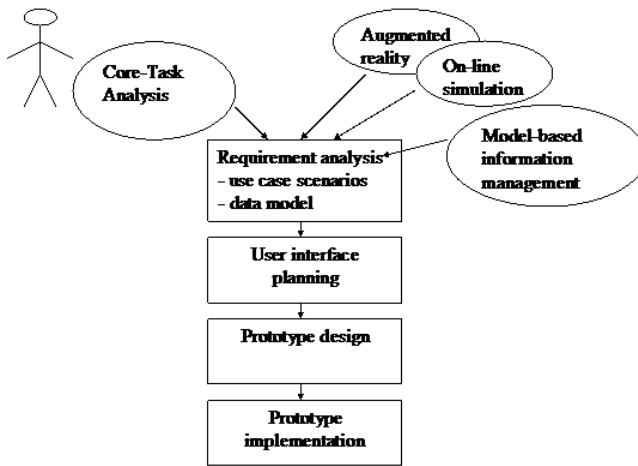 Core-Task
Analysis
Augmented
reality
On-line
simulation
Model-based
information
management
Requirement analysis
- use case scenarios
- data model
User interface
planning
Prototype design
Prototype
implementation